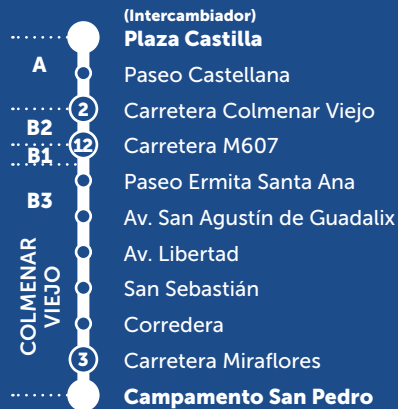 (Intercambiador)
Plaza Castilla
A
Paseo Castellana
2 Carretera Colmenar Viejo
B2
12 Carretera M607
B1
Paseo Ermita Santa Ana
B3
Av. San Agustín de Guadalix
Av. Libertad
San Sebastián
Corredera
COLMENAR
VIEJO
3 Carretera Miraflores
Campamento San Pedro